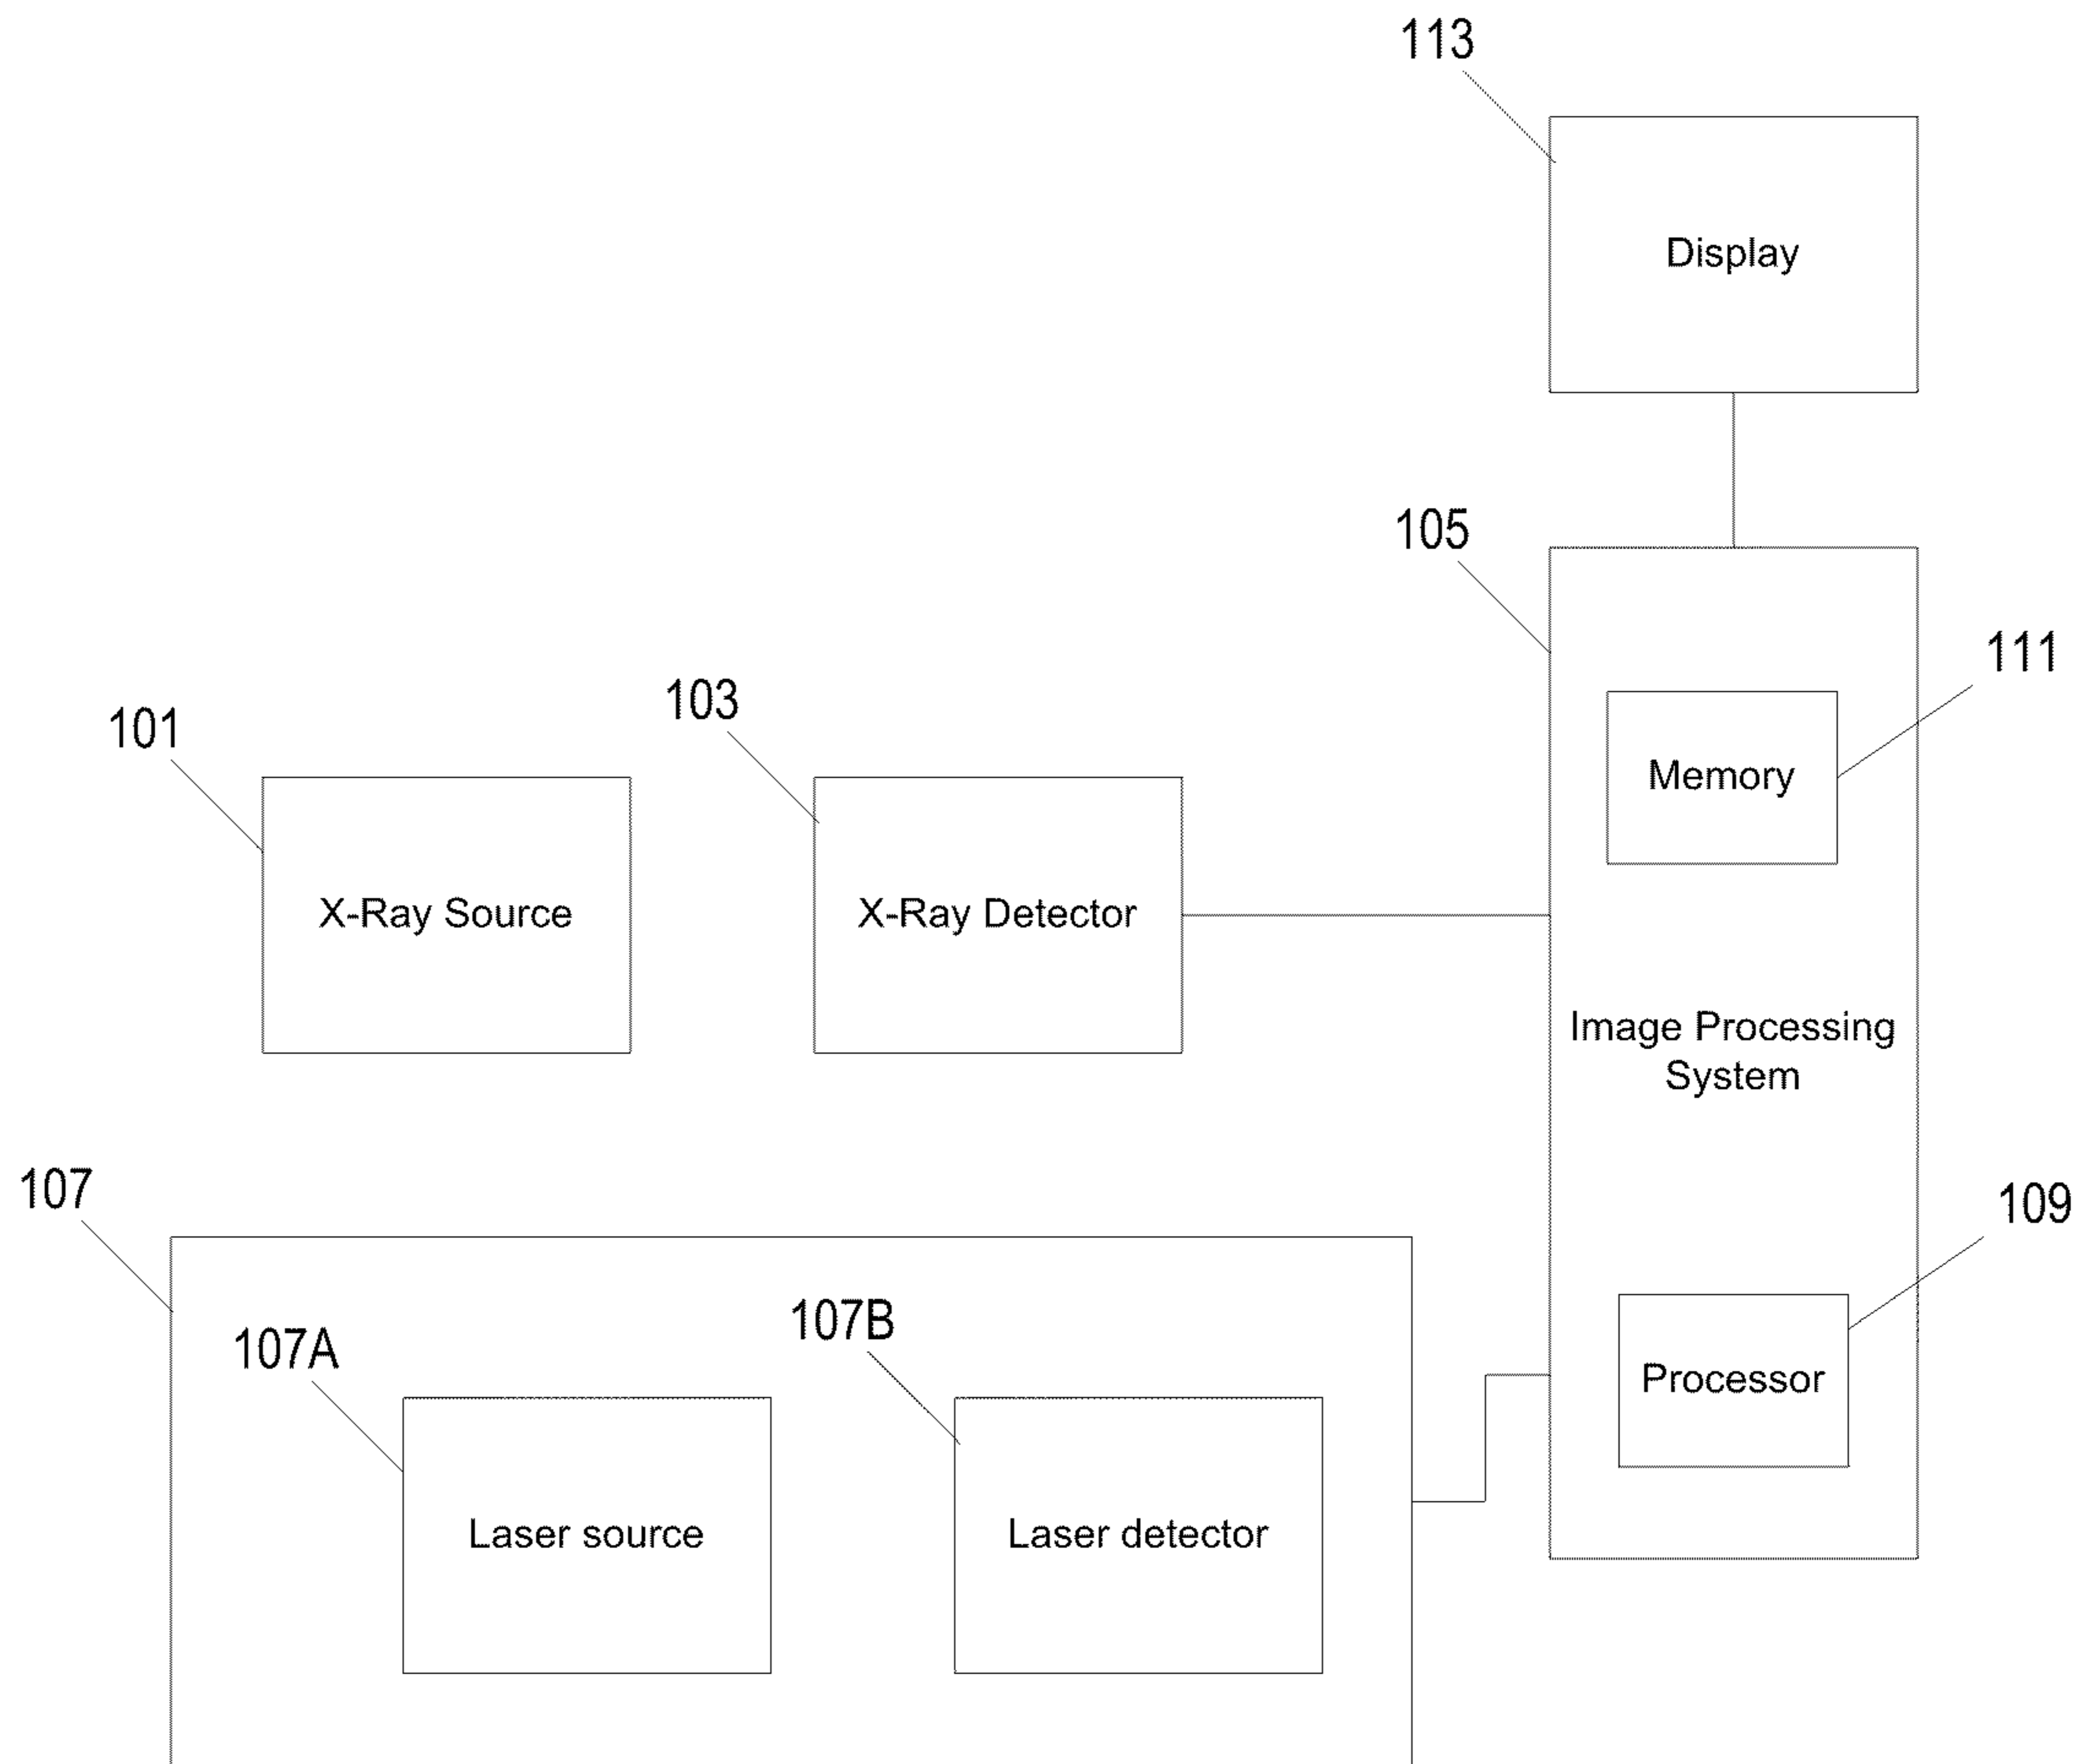 113
Display
105
111
Memory
103
101
X-Ray Source
X-Ray Detector
Image Processing
System
107
109
107B
107A
Processor
Laser source
Laser detector